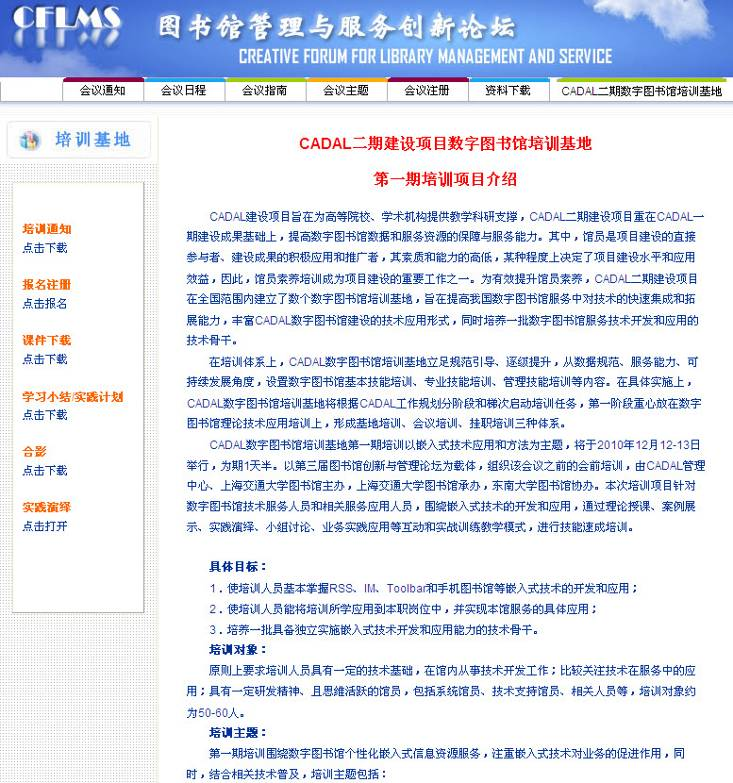 CFLMS
图书馆管理与服务创新论坛
CREATIVE FORUM FOR LIBRARY MANAGEMENT AND SERVICE
会议通知 会议日程 会议指南 会议主题 会议注册 资料下载 CADAL二期数字图书馆培训基地
培训基地
培训通知
点击下载
报名注册
点击报名
课件下载
点击下载
学习小结/实践计划
点击下载
合影
点击下载
实践演绎
点击打开
CADAL二期建设项目数字图书馆培训基地
第一期培训项目介绍
CADAL建设项目旨在为高等院校、学术机构提供教学科研支撑，CADAL二期建设项目重在CADAL一
期建设成果基础上，提高数字图书馆数据和服务资源的保障与服务能力。其中，馆员是项目建设的直接
参与者、建设成果的积极应用和推广者，其素质和能力的高低，某种程度上决定了项目建设水平和应用
效益，因此，馆员素养培训成为项目建设的重要工作之一。为有效提升馆员素养，CADAL二期建设项目
在全国范围内建立了数个数字图书馆培训基地，旨在提高我国数字图书馆服务中对技术的快速集成和拓
展能力，丰富CADAL数字图书馆建设的技术应用形式，同时培养一批数字图书馆服务技术开发和应用的
技术骨干。
在培训体系上，CADAL数字图书馆培训基地立足规范引导、逐级提升，从数据规范、服务能力、可
持续发展角度，设置数字图书馆基本技能培训、专业技能培训、管理技能培训等内容。在具体实施上，
CADAL数字图书馆培训基地将根据CADAL工作规划分阶段和梯次启动培训任务，第一阶段重心放在数字
图书馆理论技术应用培训上，形成基地培训、会议培训、挂职培训三种体系。
CADAL数字图书馆培训基地第一期培训以嵌入式技术应用和方法为主题，将于2010年12月12-13日
举行，为期1天半。以第三届图书馆创新与管理论坛为载体，组织该会议之前的会前培训，由CADAL管理
中心、上海交通大学图书馆主办，上海交通大学图书馆承办，东南大学图书馆协办。本次培训项目针对
数字图书馆技术服务人员和相关服务应用人员，围绕嵌入式技术的开发和应用，通过理论授课、案例展
示、实践演绎、小组讨论、业务实践应用等互动和实战训练教学模式，进行技能速成培训。
具体目标：
1．使培训人员基本掌握RSS、IM、Toolbar和手机图书馆等嵌入式技术的开发和应用；
2．使培训人员能将培训所学应用到本职岗位中，并实现本馆服务的具体应用；
3．培养一批具备独立实施嵌入式技术开发和应用能力的技术骨干。
培训对象：
原则上要求培训人员具有一定的技术基础，在馆内从事技术开发工作；比较关注技术在服务中的应
用；具有一定研发精神、且思维活跃的馆员，包括系统馆员、技术支持馆员、相关人员等，培训对象约
为50-60人。
培训主题：
第一期培训围绕数字图书馆个性化嵌入式信息资源服务，注重嵌入式技术对业务的促进作用，同
时，结合相关技术普及，培训主题包括：